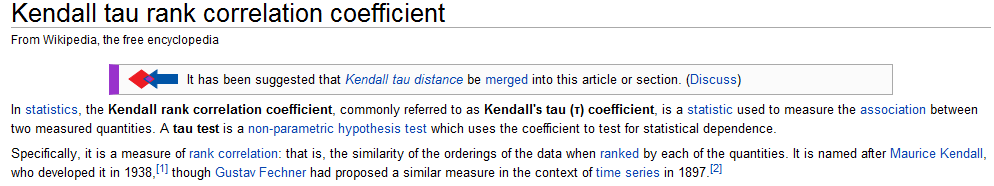 Kendall tau rank correlation coefficient
From Wikipedia, the free encyclopedia
It has been suggested that Kendall tau distance be merged into this article or section. (Discuss)
In statistics, the Kendall rank correlation coefficient, commonly referred to as Kendall's tau (τ) coefficient, is a statistic used to measure the association between
two measured quantities. A tau test is a non-parametric hypothesis test which uses the coefficient to test for statistical dependence.
Specifically, it is a measure of rank correlation: that is, the similarity of the orderings of the data when ranked by each of the quantities. It is named after Maurice Kendall,
who developed it in 1938,[1] though Gustav Fechner had proposed a similar measure in the context of time series in 1897.[2]